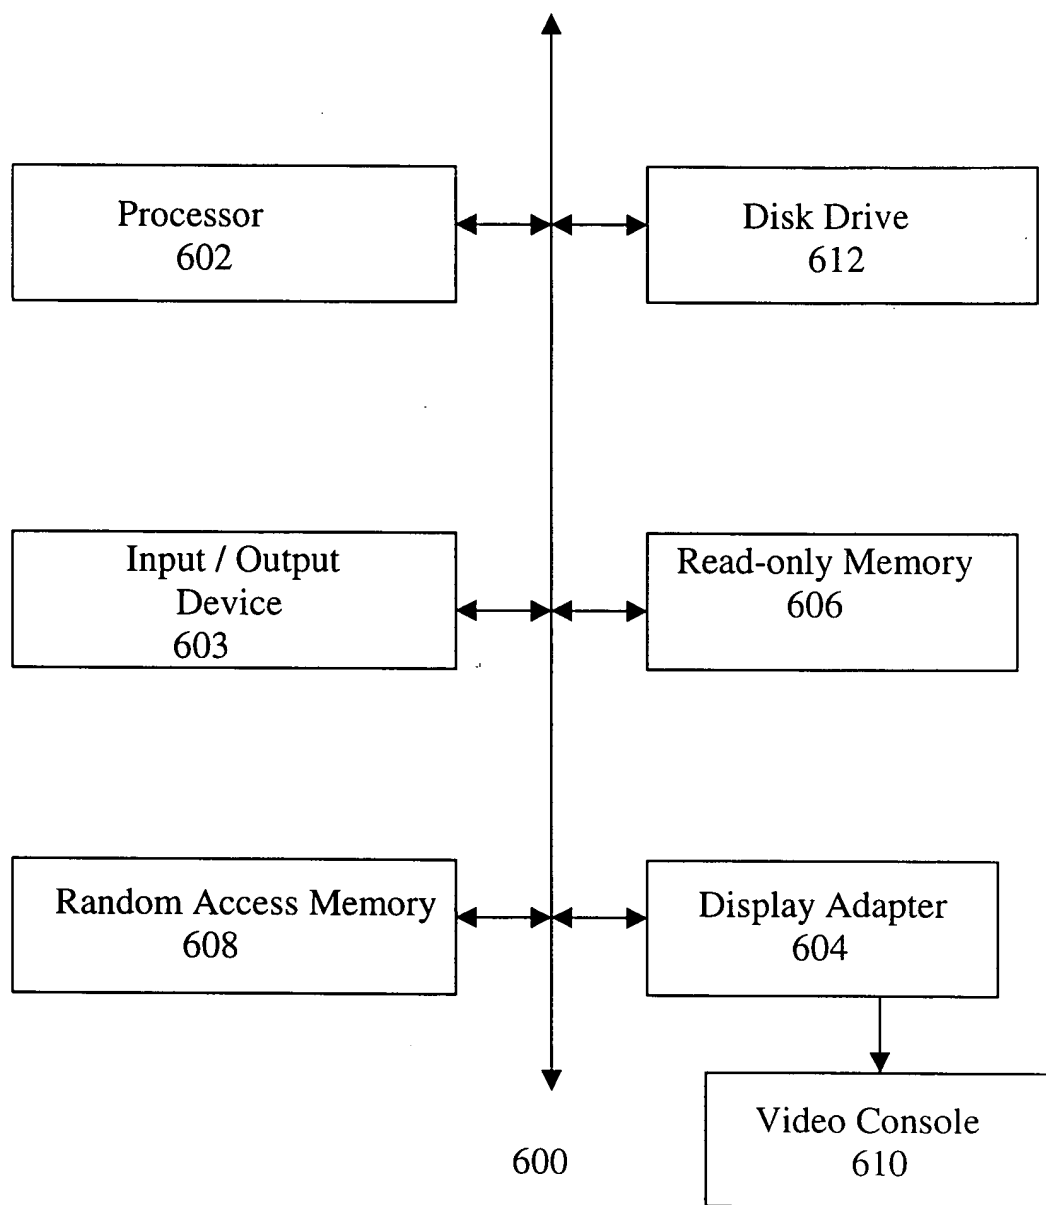 Processor
602
Disk Drive
612
Input / Output
Device
603
Read-only Memory
606
Random Access Memory
608
Display Adapter
604
Video Console
610
600